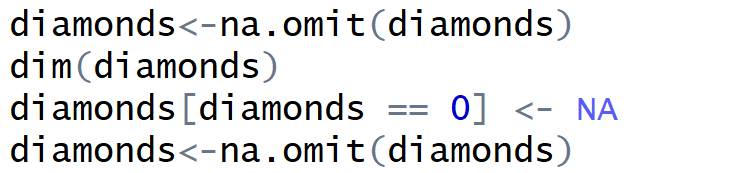 diamonds<-na.omit(diamonds)
dim(diamonds)
diamonds[diamonds == 0] <- NA
diamonds<-na.omit(diamonds)